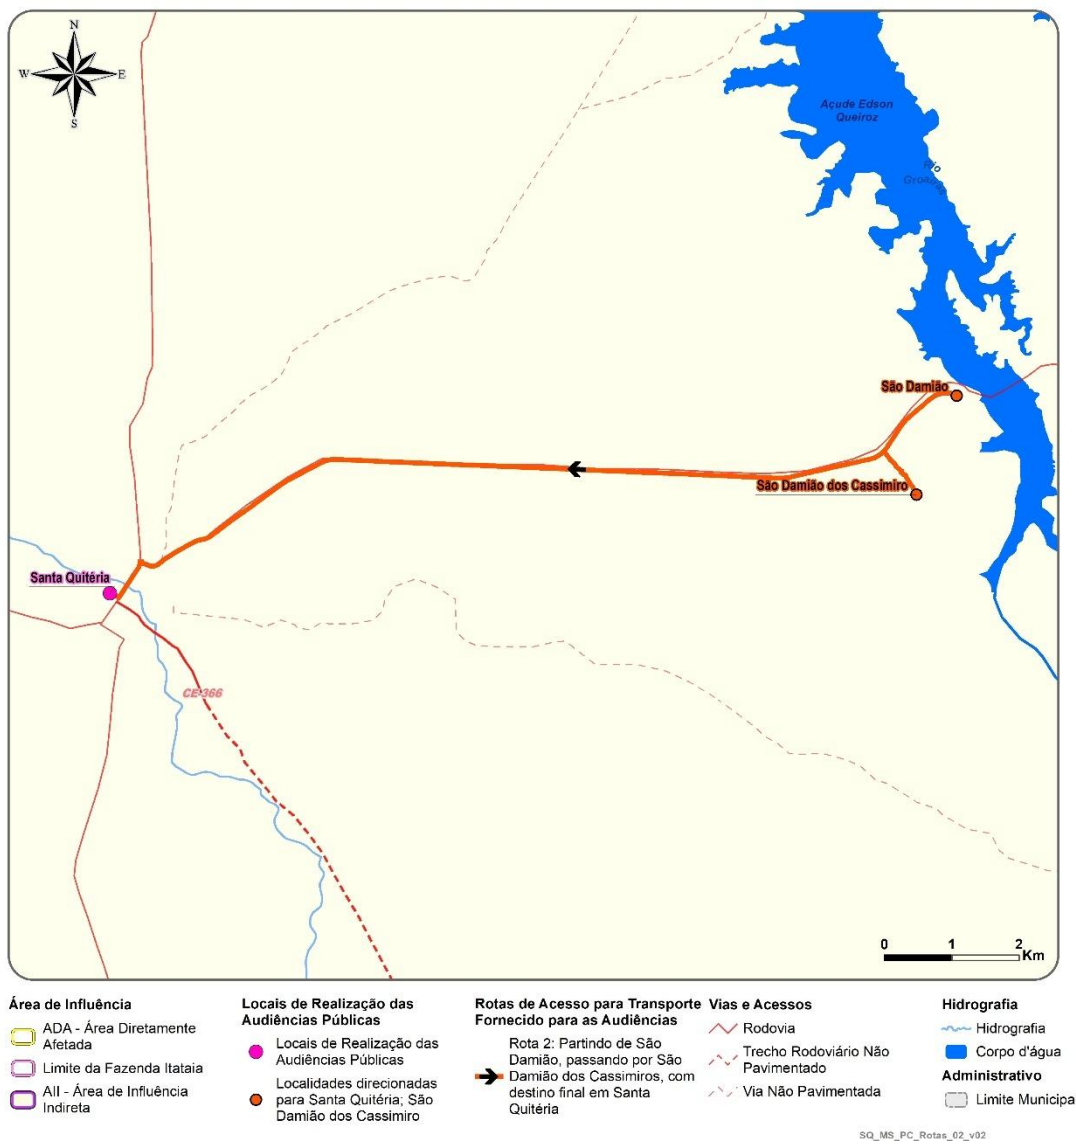 N
W
E
S
Açude Edson
Queiroz
Rio
Groaíras
São Damião
São Damião dos Cassimiro
Santa Quitéria
CE-366
0 1 2
Km
Área de Influência
ADA - Área Diretamente
Afetada
Limite da Fazenda Itataia
AII - Área de Influência
Indireta
Locais de Realização das
Audiências Públicas
Locais de Realização das
Audiências Públicas
Localidades direcionadas
para Santa Quitéria; São
Damião dos Cassimiro
Rotas de Acesso para Transporte
Fornecido para as Audiências
Rota 2: Partindo de São
Damião, passando por São
Damião dos Cassimiros, com
destino final em Santa
Quitéria
Vias e Acessos
Rodovia
Trecho Rodoviário Não
Pavimentado
Via Não Pavimentada
Hidrografia
Hidrografia
Corpo d'água
Administrativo
Limite Municipa
SQ_MS_PC_Rotas_02_v02